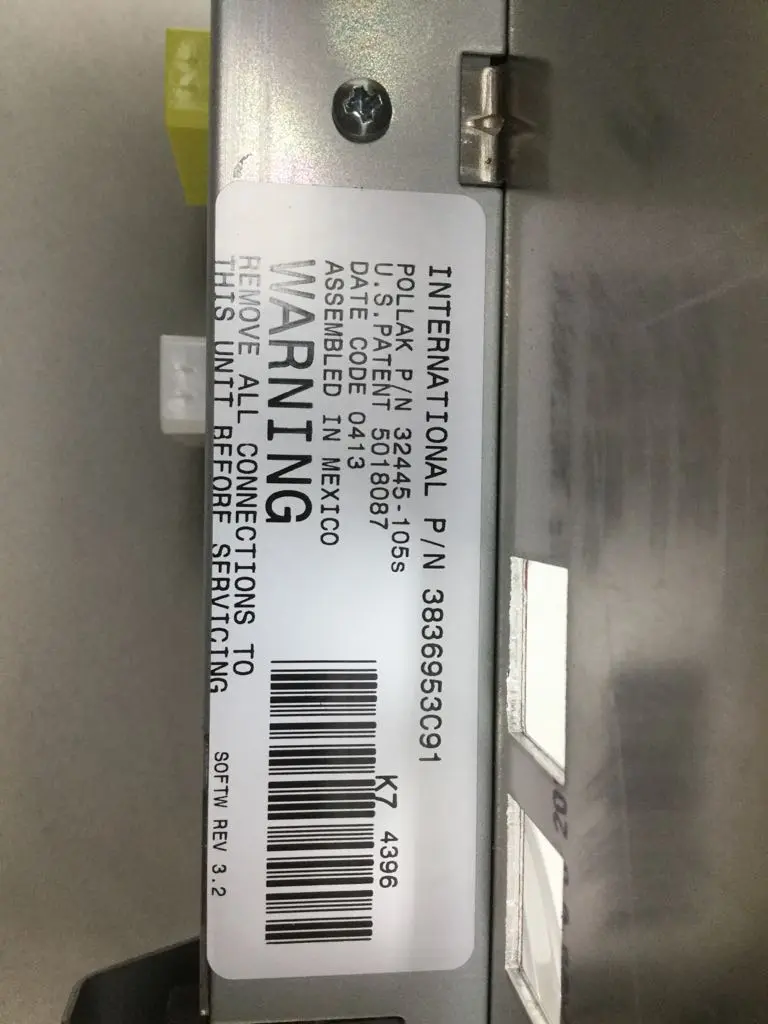 INTERNATIONAL P/N 3836953C91
POLLAK P/N 32445-105s
U.S.PATENT 5018087
DATE CODE 0413
ASSEMBLED IN MEXICO
K7 4396
WARNING
REMOVE ALL CONNECTIONS TO
THIS UNIT BEFORE SERVICING
SOFTW REV 3.2